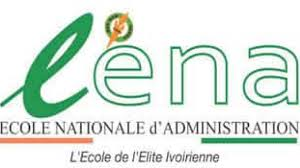 l'éna
ECOLE NATIONALE d'ADMINISTRATION
L'Ecole de l'Elite Ivoirienne